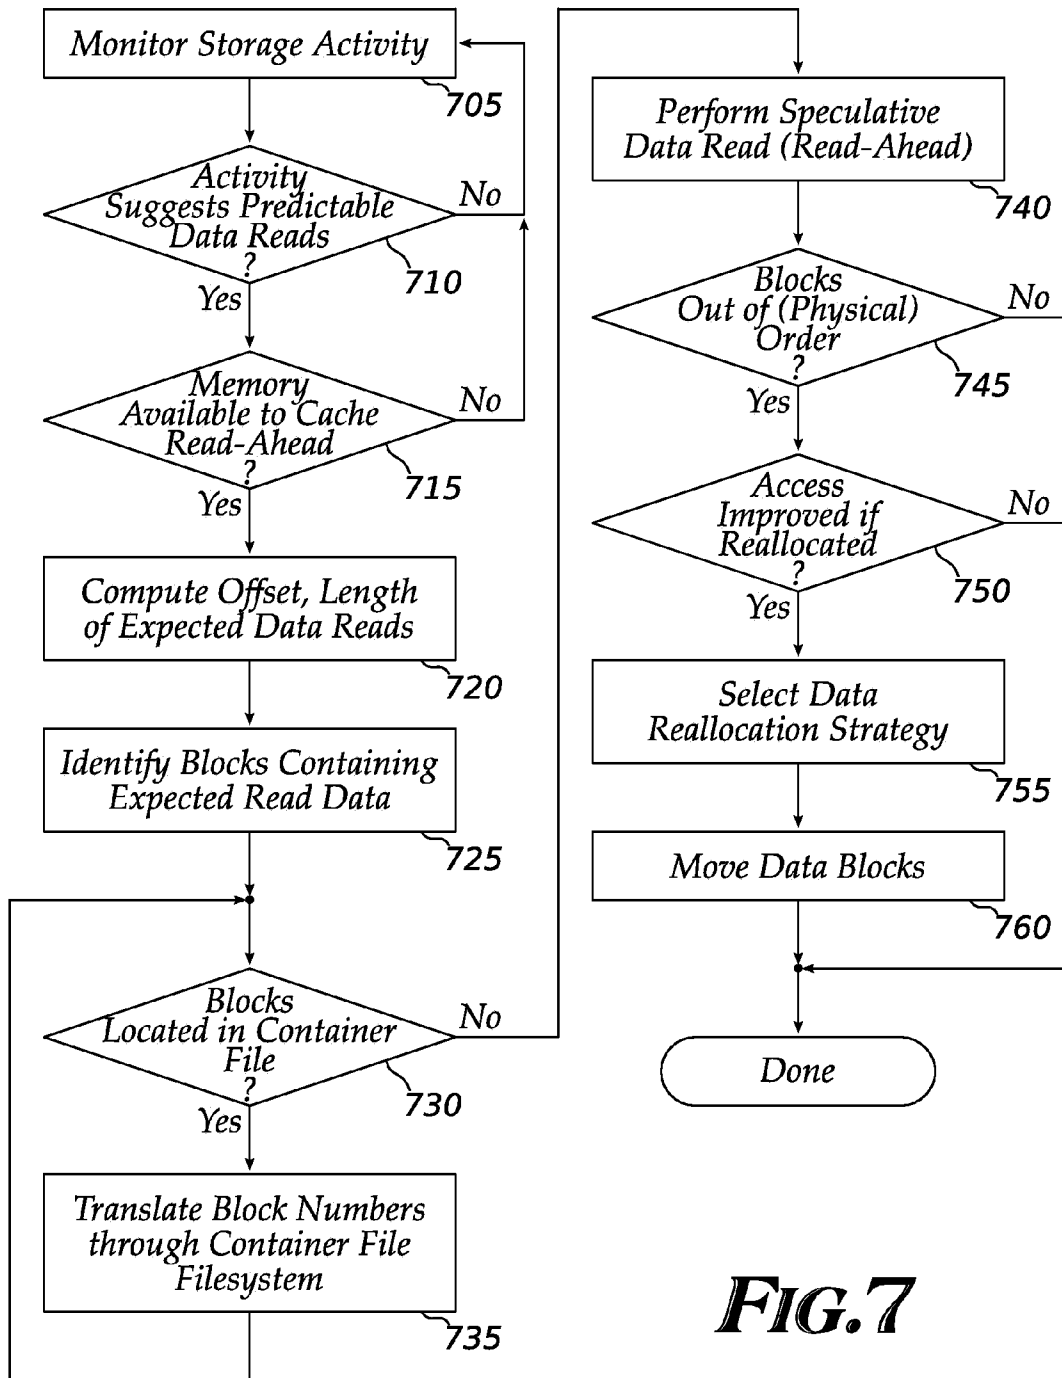 Monitor Storage Activity
705
Activity
Suggests Predictable
Data Reads
?
No
710
Yes
Memory
Available to Cache
Read-Ahead
?
No
715
Yes
Compute Offset, Length
of Expected Data Reads
720
Identify Blocks Containing
Expected Read Data
725
Blocks
Located in Container
File
?
No
730
Yes
Translate Block Numbers
through Container File
Filesystem
735
Perform Speculative
Data Read (Read-Ahead)
740
Blocks
Out of (Physical)
Order
?
No
745
Yes
Access
Improved if
Reallocated
?
No
750
Yes
Select Data
Reallocation Strategy
755
Move Data Blocks
760
Done
FIG.7